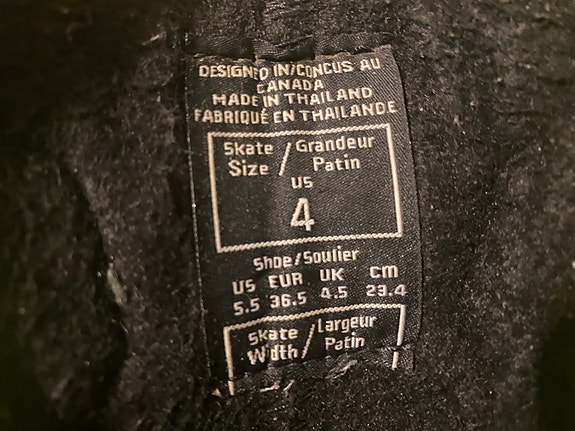 DESIGNED IN/CONCUS AU
CANADA
MADE IN THAILAND
FABRIQUÉ EN THAILANDE
Skate / Grandeur
Size / Patin
US
4
Shoe/Soulier
US EUR UK CM
5.5 36.5 4.5 23.4
Skate / Largeur
Width / Patin